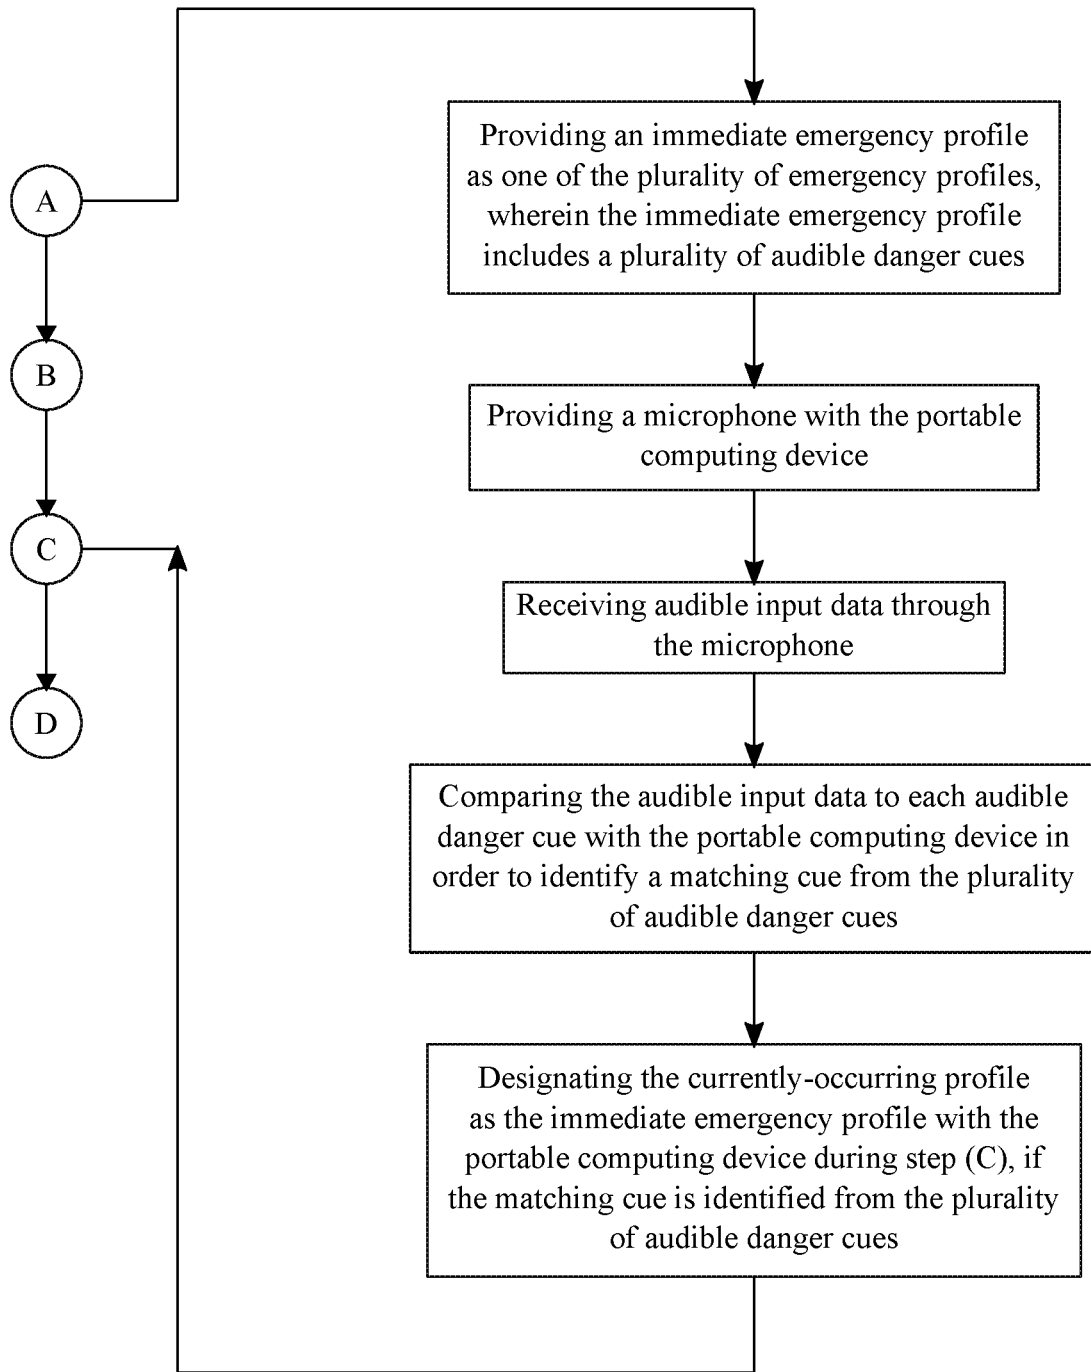 A
B
C
D
Providing an immediate emergency profile
as one of the plurality of emergency profiles,
wherein the immediate emergency profile
includes a plurality of audible danger cues
Providing a microphone with the portable
computing device
Receiving audible input data through
the microphone
Comparing the audible input data to each audible
danger cue with the portable computing device in
order to identify a matching cue from the plurality
of audible danger cues
Designating the currently-occurring profile
as the immediate emergency profile with the
portable computing device during step (C), if
the matching cue is identified from the plurality
of audible danger cues